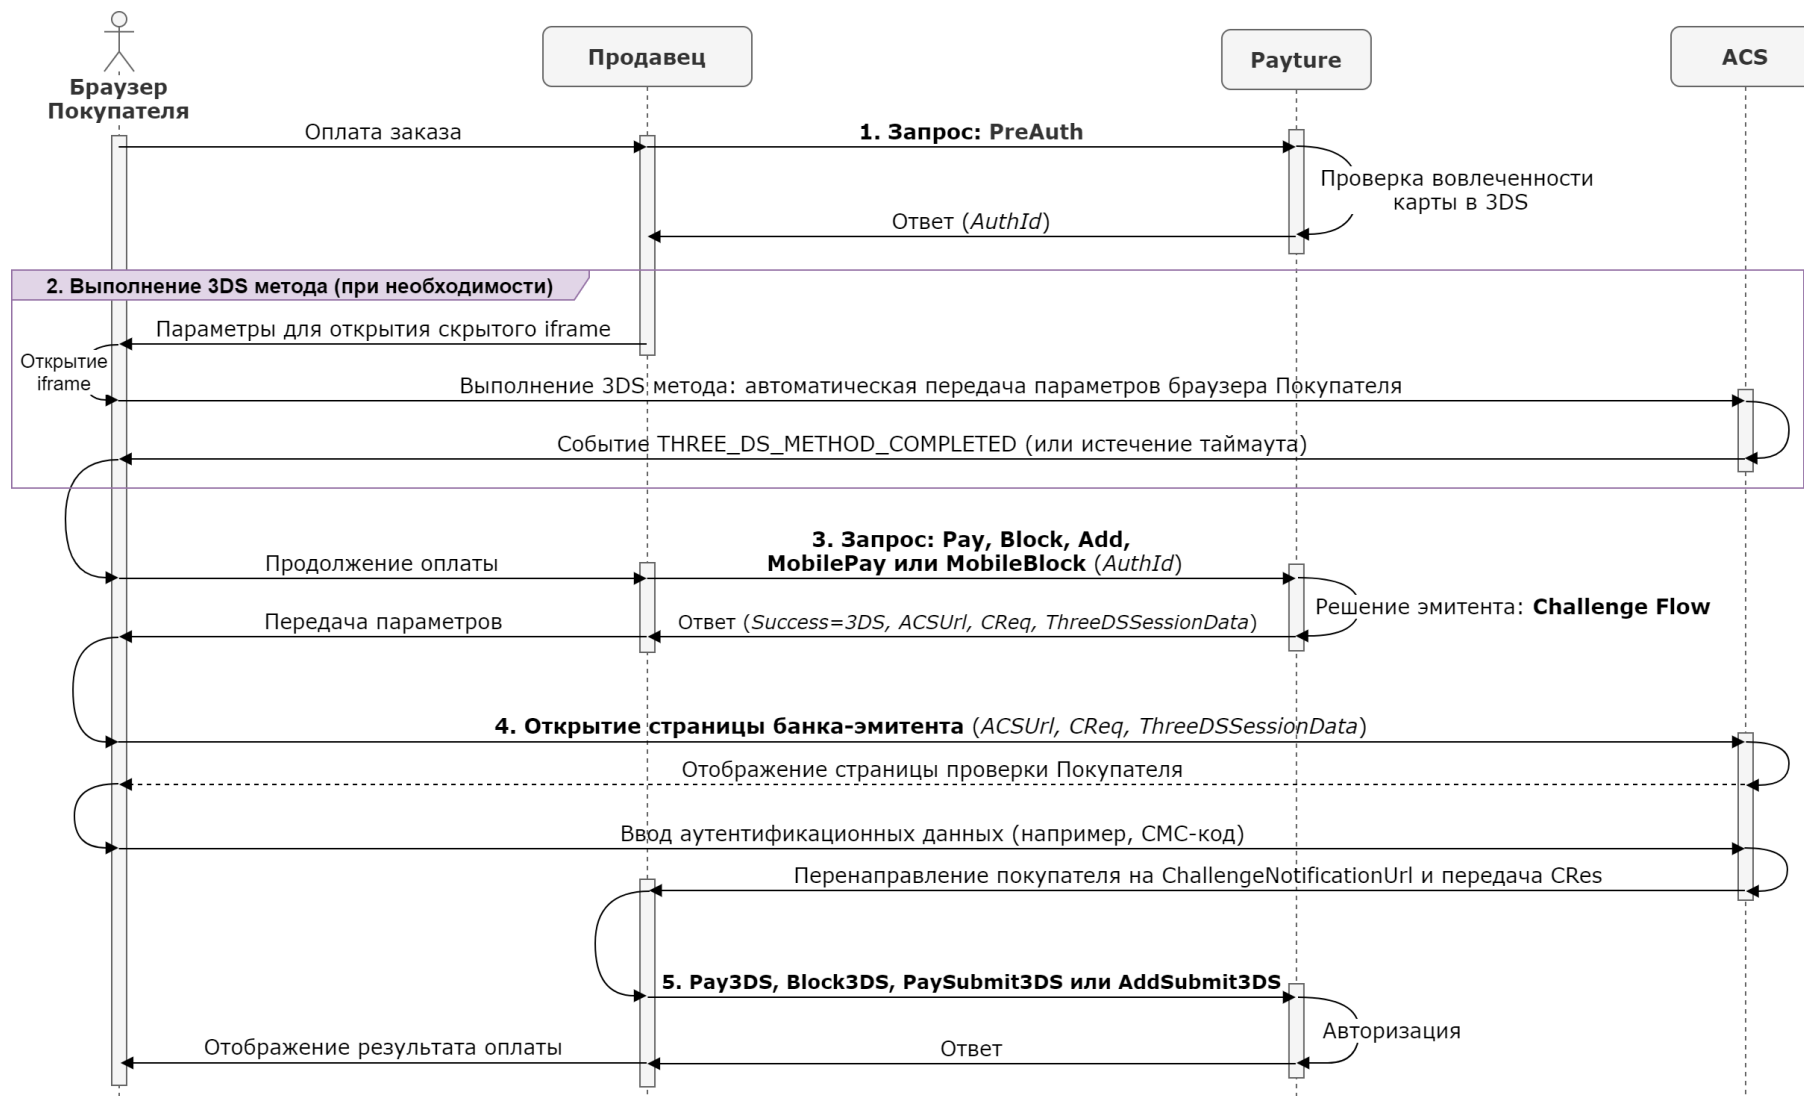 Браузер
Покупателя
Продавец
Payture
ACS
Оплата заказа
1. Запрос: PreAuth
Проверка вовлеченности
карты в 3DS
Ответ (AuthId)
2. Выполнение 3DS метода (при необходимости)
Параметры для открытия скрытого iframe
Открытие
iframe
Выполнение 3DS метода: автоматическая передача параметров браузера Покупателя
Событие THREE_DS_METHOD_COMPLETED (или истечение таймаута)
3. Запрос: Pay, Block, Add,
MobilePay или MobileBlock (AuthId)
Продолжение оплаты
Решение эмитента: Challenge Flow
Ответ (Success=3DS, ACSUrl, CReq, ThreeDSSessionData)
Передача параметров
4. Открытие страницы банка-эмитента (ACSUrl, CReq, ThreeDSSessionData)
Отображение страницы проверки Покупателя
Ввод аутентификационных данных (например, СМС-код)
Перенаправление покупателя на ChallengeNotificationUrl и передача CRes
5. Pay3DS, Block3DS, PaySubmit3DS или AddSubmit3DS
Авторизация
Ответ
Отображение результата оплаты